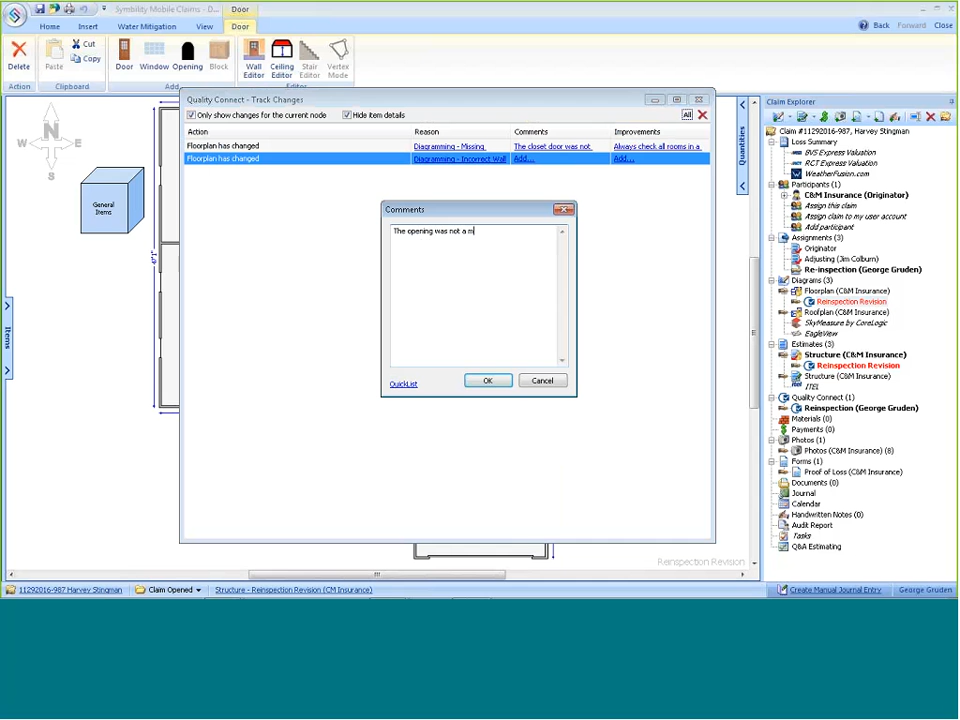 Symbility Mobile Claims - D...
Door
Home
Insert
Water Mitigation
View
Door
Back
Forward
Close
Delete
Paste
Cut
Copy
Door
Window
Opening
Block
Wall Editor
Ceiling Editor
Stair Editor
Vertex Mode
Action
Clipboard
Add
Quality Connect - Track Changes
Only show changes for the current node
Hide item details
All
Action
Reason
Comments
Improvements
Floorplan has changed
Diagramming - Missing
The closet door was not
Always check all rooms in a
Floorplan has changed
Diagramming - Incorrect Wall
Add...
Add...
N
W
E
S
General
Items
Items
Quantities
Comments
The opening was not a m
QuickList
OK
Cancel
Reinspection Revision
Claim Explorer
Claim #11292016-987, Harvey Stingman
Loss Summary
BVS Express Valuation
RCT Express Valuation
WeatherFusion.com
Participants (1)
C&M Insurance (Originator)
Assign this claim
Assign claim to my user account
Add participant
Assignments (3)
Originator
Adjusting (Jim Colburn)
Re-inspection (George Gruden)
Diagrams (3)
Floorplan (C&M Insurance)
Reinspection Revision
Roofplan (C&M Insurance)
SkyMeasure by CoreLogic
EagleView
Estimates (3)
Structure (C&M Insurance)
Reinspection Revision
Structure (C&M Insurance)
ITEL
Quality Connect (1)
Reinspection (George Gruden)
Materials (0)
Payments (0)
Photos (1)
Photos (C&M Insurance) (8)
Forms (1)
Proof of Loss (C&M Insurance)
Documents (0)
Journal
Calendar
Handwritten Notes (0)
Audit Report
Tasks
Q&A Estimating
11292016-987 Harvey Stingman
Claim Opened
Structure - Reinspection Revision (CM Insurance)
Create Manual Journal Entry
George Gruden